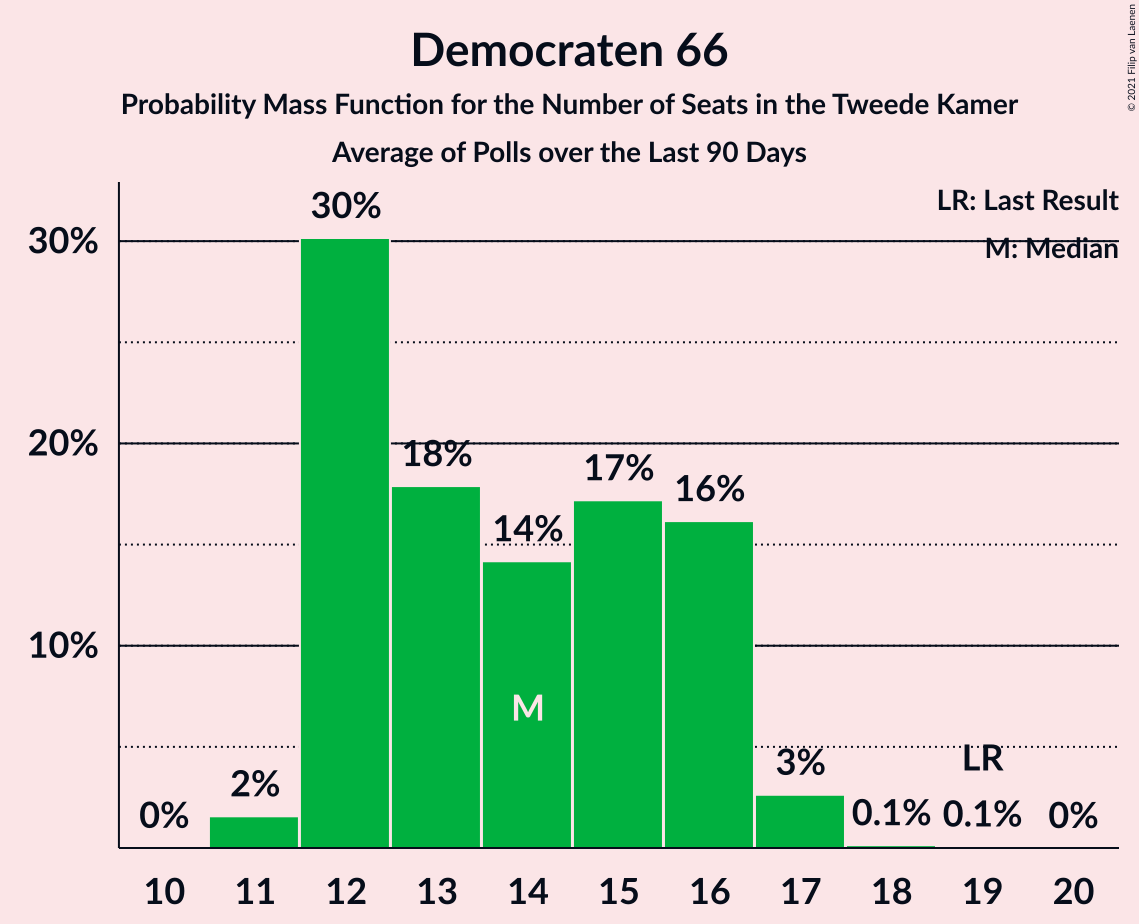 Democraten 66
Probability Mass Function for the Number of Seats in the Tweede Kamer
Average of Polls over the Last 90 Days
© 2021 Filip van Laenen
LR: Last Result
M: Median
30%
20%
10%
0%
2%
30%
18%
14%
17%
16%
3%
0.1%
0.1%
0%
M
LR
10 11 12 13 14 15 16 17 18 19 20